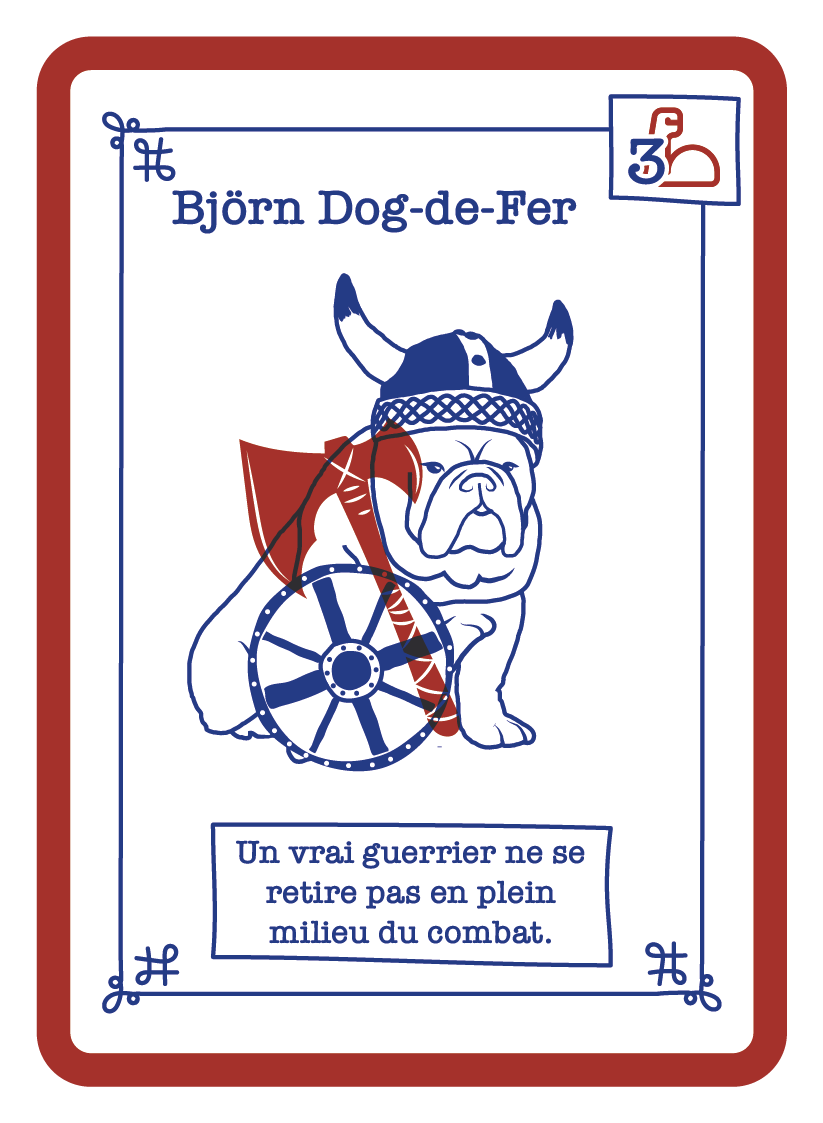 3
Björn Dog-de-Fer
Un vrai guerrier ne se
retire pas en plein
milieu du combat.